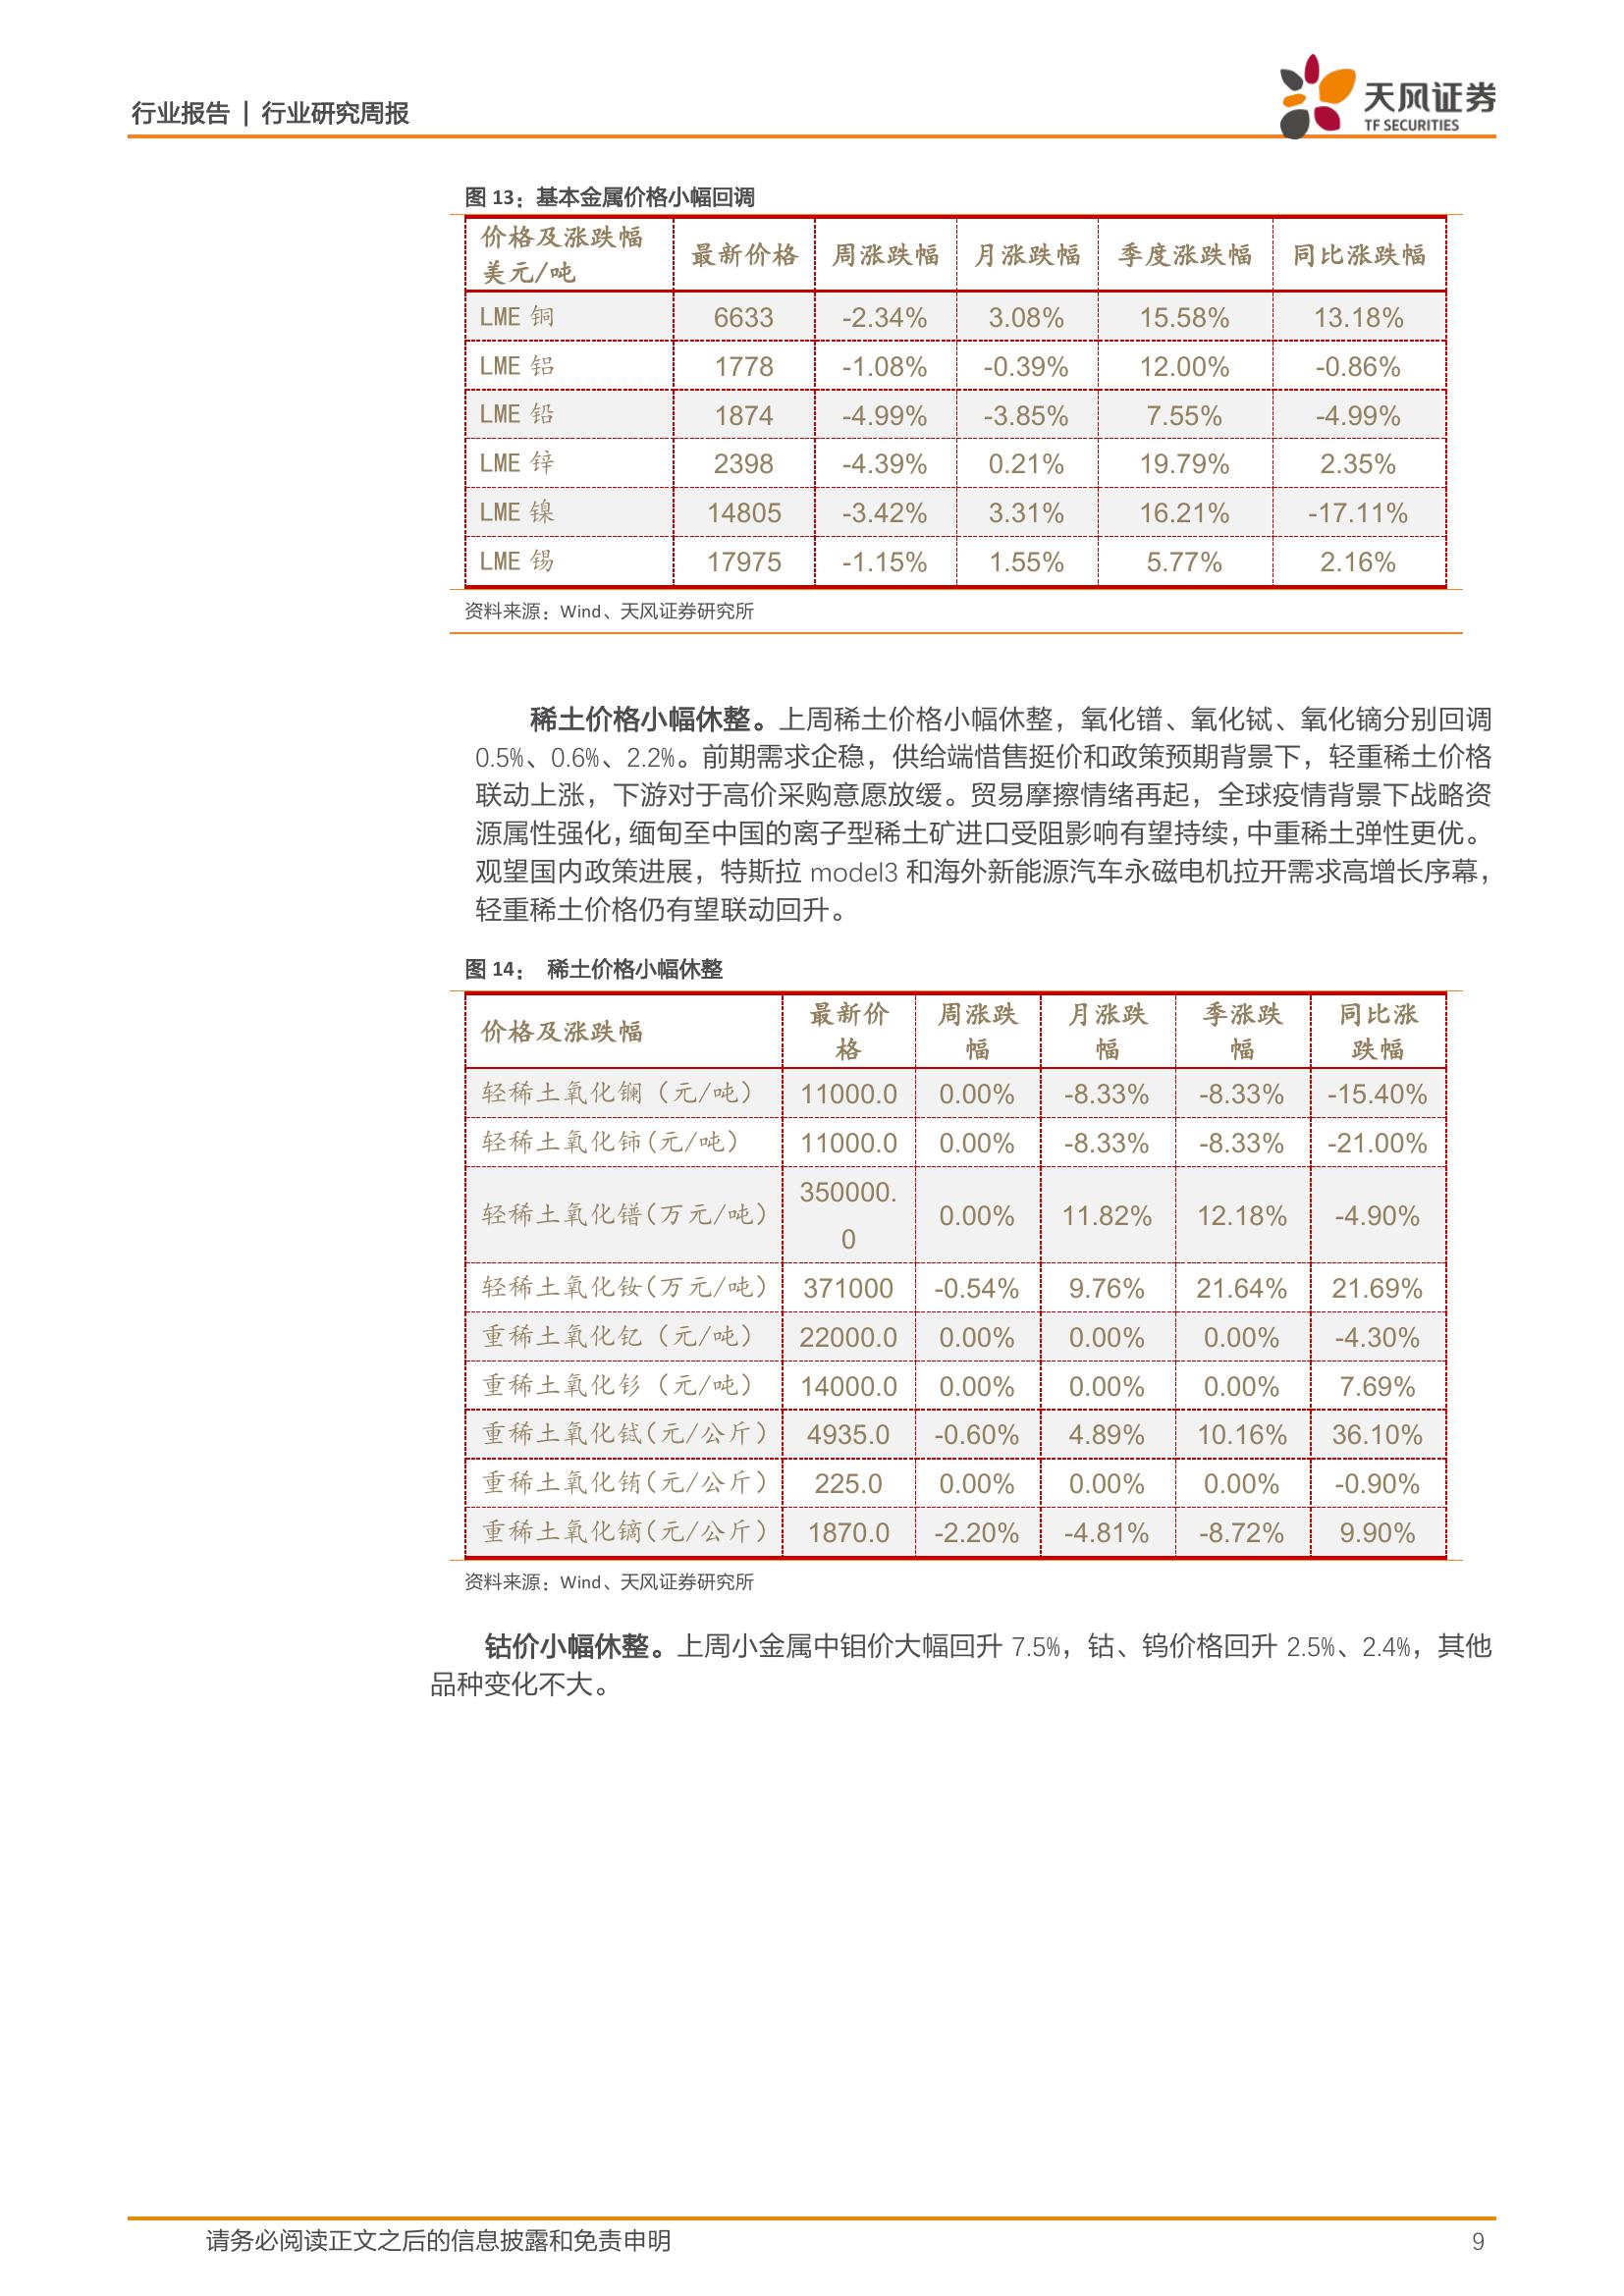 行业报告 | 行业研究周报
天风证券
TF SECURITIES
图 13：基本金属价格小幅回调
价格及涨跌幅 美元/吨 最新价格 周涨跌幅 月涨跌幅 季度涨跌幅 同比涨跌幅
LME 铜 6633 -2.34% 3.08% 15.58% 13.18%
LME 铝 1778 -1.08% -0.39% 12.00% -0.86%
LME 铅 1874 -4.99% -3.85% 7.55% -4.99%
LME 锌 2398 -4.39% 0.21% 19.79% 2.35%
LME 镍 14805 -3.42% 3.31% 16.21% -17.11%
LME 锡 17975 -1.15% 1.55% 5.77% 2.16%
资料来源：Wind、天风证券研究所
稀土价格小幅休整。上周稀土价格小幅休整，氧化镨、氧化铽、氧化镝分别回调
0.5%、0.6%、2.2%。前期需求企稳，供给端惜售挺价和政策预期背景下，轻重稀土价格
联动上涨，下游对于高价采购意愿放缓。贸易摩擦情绪再起，全球疫情背景下战略资
源属性强化，缅甸至中国的离子型稀土矿进口受阻影响有望持续，中重稀土弹性更优。
观望国内政策进展，特斯拉 model3 和海外新能源汽车永磁电机拉开需求高增长序幕，
轻重稀土价格仍有望联动回升。
图 14： 稀土价格小幅休整
价格及涨跌幅 最新价格 周涨跌幅 月涨跌幅 季涨跌幅 同比涨跌幅
轻稀土氧化镧（元/吨） 11000.0 0.00% -8.33% -8.33% -15.40%
轻稀土氧化铈(元/吨） 11000.0 0.00% -8.33% -8.33% -21.00%
轻稀土氧化镨(万元/吨） 350000.0 0.00% 11.82% 12.18% -4.90%
轻稀土氧化钕(万元/吨） 371000 -0.54% 9.76% 21.64% 21.69%
重稀土氧化钇（元/吨） 22000.0 0.00% 0.00% 0.00% -4.30%
重稀土氧化钐（元/吨） 14000.0 0.00% 0.00% 0.00% 7.69%
重稀土氧化铽(元/公斤） 4935.0 -0.60% 4.89% 10.16% 36.10%
重稀土氧化铕(元/公斤） 225.0 0.00% 0.00% 0.00% -0.90%
重稀土氧化镝(元/公斤） 1870.0 -2.20% -4.81% -8.72% 9.90%
资料来源：Wind、天风证券研究所
钴价小幅休整。上周小金属中钼价大幅回升 7.5%，钴、钨价格回升 2.5%、2.4%，其他
品种变化不大。
请务必阅读正文之后的信息披露和免责申明 9